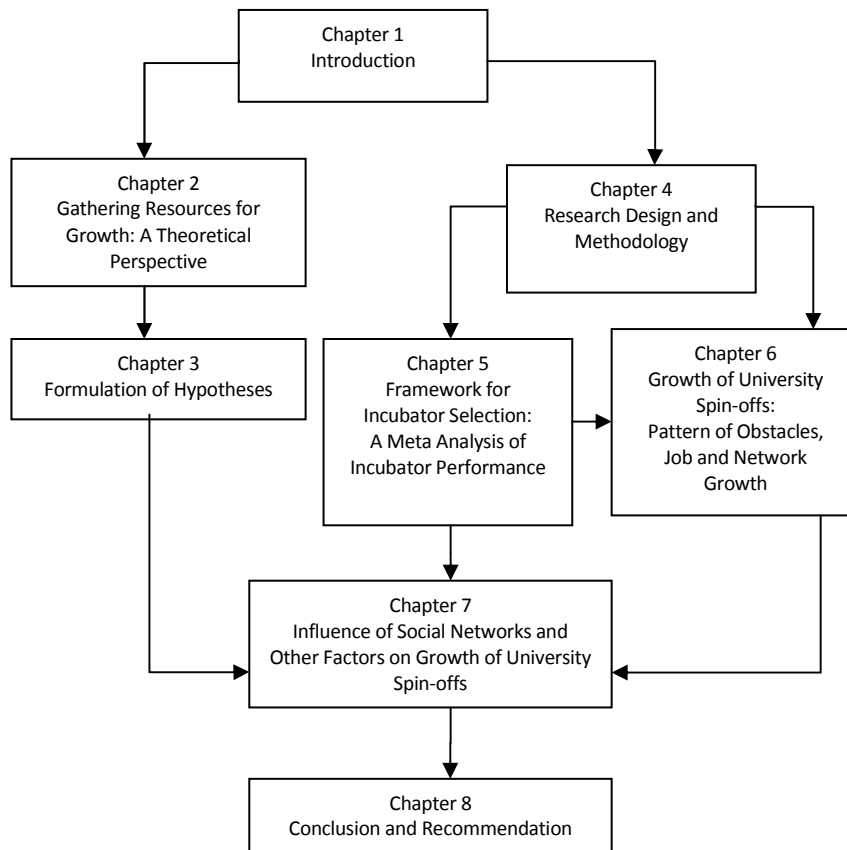 Chapter 1
Introduction
Chapter 2
Gathering Resources for
Growth: A Theoretical
Perspective
Chapter 4
Research Design and
Methodology
Chapter 3
Formulation of Hypotheses
Chapter 5
Framework for
Incubator Selection:
A Meta Analysis of
Incubator Performance
Chapter 6
Growth of University
Spin-offs:
Pattern of Obstacles,
Job and Network
Growth
Chapter 7
Influence of Social Networks and
Other Factors on Growth of University
Spin-offs
Chapter 8
Conclusion and Recommendation